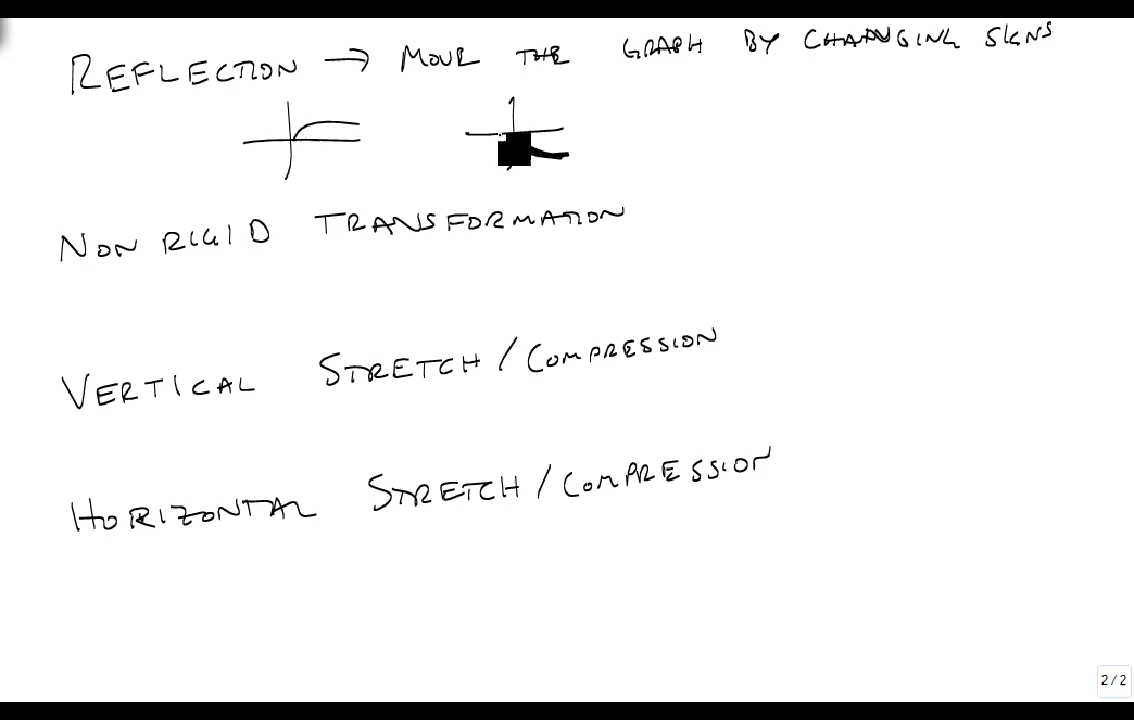 REFLECTION → MOVE THE GRAPH BY CHANGING SIGNS
NON RIGID TRANSFORMATION
VERTICAL STRETCH / COMPRESSION
HORIZONTAL STRETCH / COMPRESSION
2/2